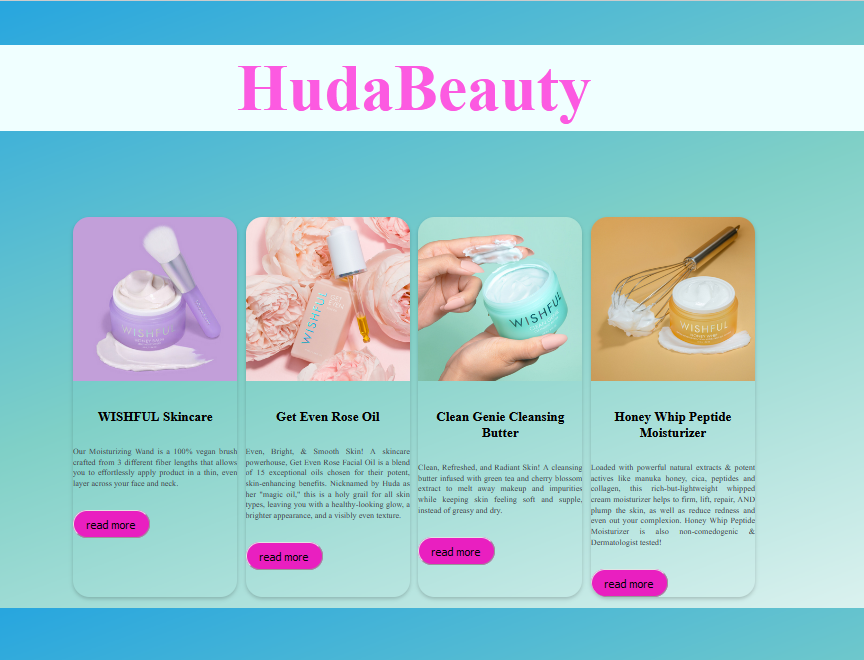 HudaBeauty
WISHFUL
WISHFUL
WISHFUL
WISHFUL
WISHFUL Skincare
Our Moisturizing Wand is a 100% vegan brush
crafted from 3 different fiber lengths that allows
you to effortlessly apply product in a thin, even
layer across your face and neck.
read more
Get Even Rose Oil
Even, Bright, & Smooth Skin! A skincare
powerhouse, Get Even Rose Facial Oil is a blend
of 15 exceptional oils chosen for their potent,
skin-enhancing benefits. Nicknamed by Huda as
her "magic oil," this is a holy grail for all skin
types, leaving you with a healthy-looking glow, a
brighter appearance, and a visibly even texture.
read more
Clean Genie Cleansing
Butter
Clean, Refreshed, and Radiant Skin! A cleansing
butter infused with green tea and cherry blossom
extract to melt away makeup and impurities
while keeping skin feeling soft and supple,
instead of greasy and dry.
read more
Honey Whip Peptide
Moisturizer
Loaded with powerful natural extracts & potent
actives like manuka honey, cica, peptides and
collagen, this rich-but-lightweight whipped
cream moisturizer helps to firm, lift, repair, AND
plump the skin, as well as reduce redness and
even out your complexion. Honey Whip Peptide
Moisturizer is also non-comedogenic &
Dermatologist tested!
read more